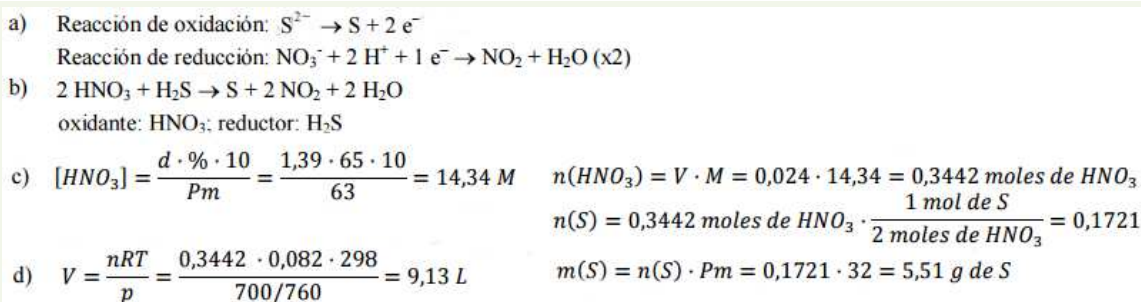 a) Reacción de oxidación: S²⁻ → S + 2 e⁻
Reacción de reducción: NO₃⁻ + 2 H⁺ + 1 e⁻ → NO₂ + H₂O (x2)
b) 2 HNO₃ + H₂S → S + 2 NO₂ + 2 H₂O
oxidante: HNO₃; reductor: H₂S
c) [HNO₃] = (d · % · 10)/Pm = (1,39 · 65 · 10)/63 = 14,34 M
n(HNO₃) = V · M = 0,024 · 14,34 = 0,3442 moles de HNO₃
n(S) = 0,3442 moles de HNO₃ · (1 mol de S)/(2 moles de HNO₃) = 0,1721
d) V = nRT/p = (0,3442 · 0,082 · 298)/(700/760) = 9,13 L
m(S) = n(S) · Pm = 0,1721 · 32 = 5,51 g de S